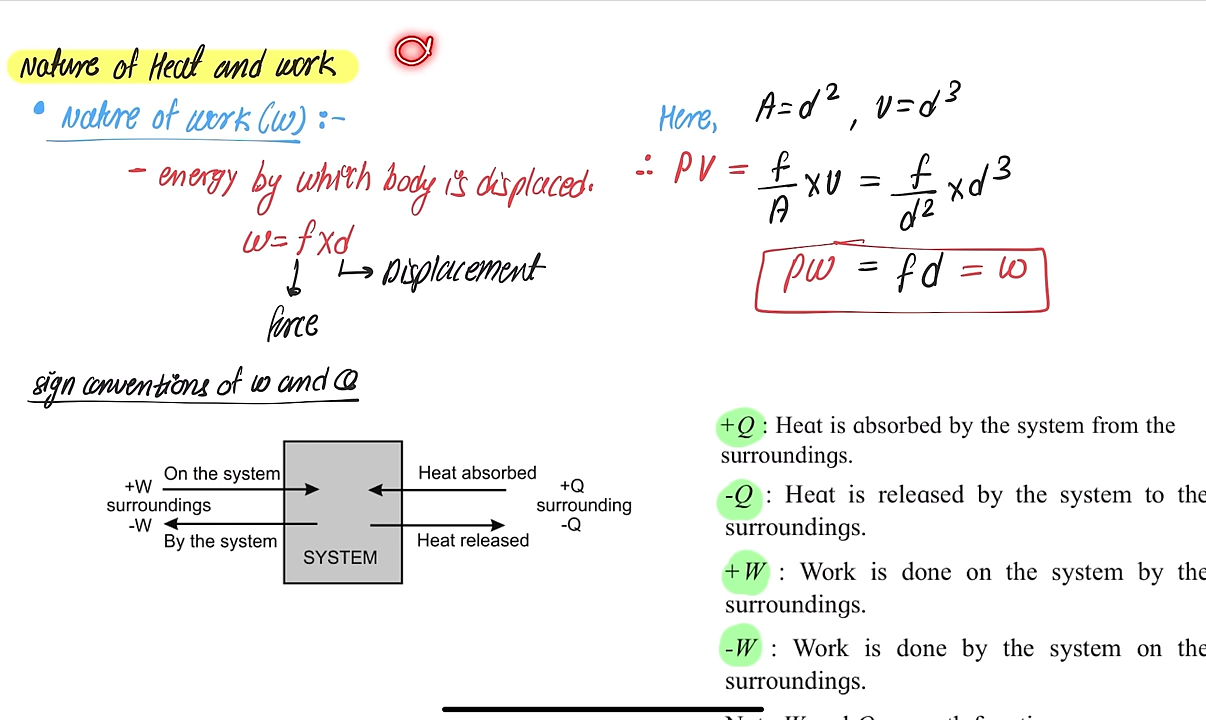 Nature of Heat and work
• Nature of work (w) :-
- energy by which body is displaced.
w = f x d
Displacement
force
Here, A = d², V = d³
∴ PV = f/A x V = f/d² x d³
PW = fd = w
sign conventions of w and Q
On the system
+W
surroundings
-W
By the system
SYSTEM
Heat absorbed
+Q
surrounding
-Q
Heat released
+Q : Heat is absorbed by the system from the
surroundings.
-Q : Heat is released by the system to the
surroundings.
+W : Work is done on the system by the
surroundings.
-W : Work is done by the system on the
surroundings.